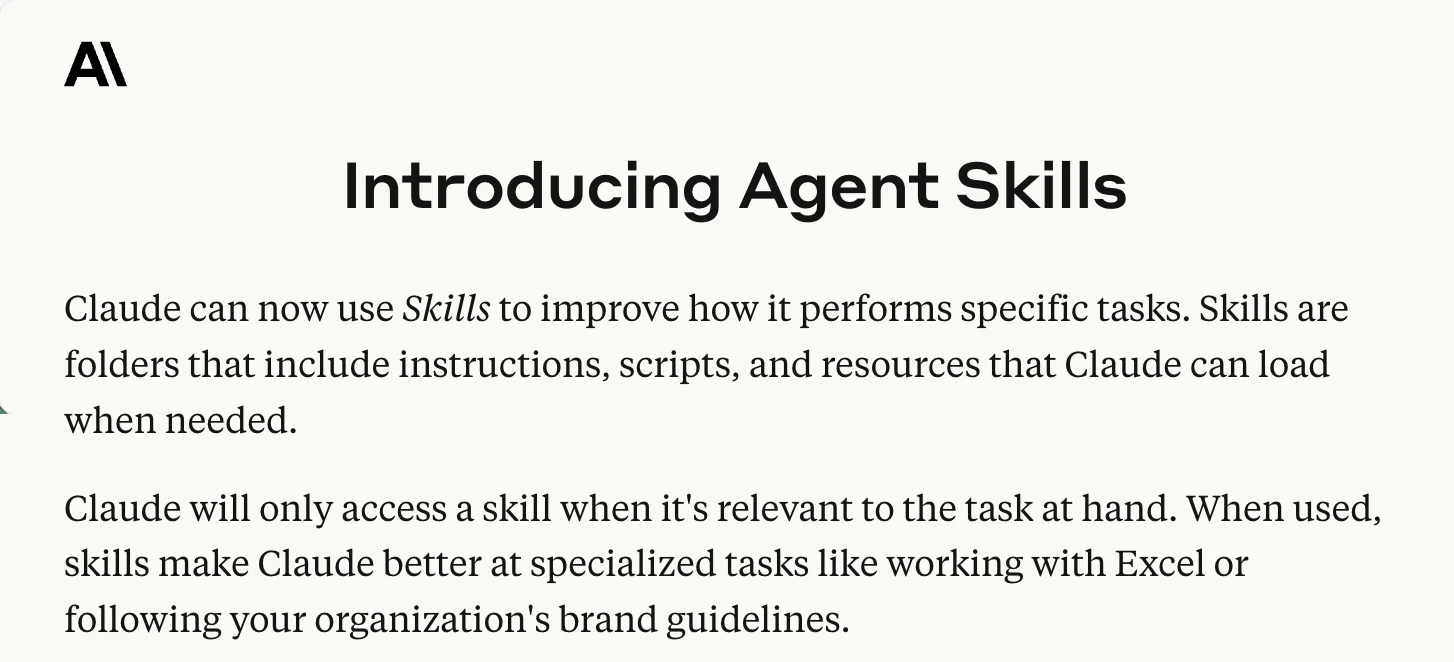 A\
Introducing Agent Skills
Claude can now use Skills to improve how it performs specific tasks. Skills are
folders that include instructions, scripts, and resources that Claude can load
when needed.
Claude will only access a skill when it's relevant to the task at hand. When used,
skills make Claude better at specialized tasks like working with Excel or
following your organization's brand guidelines.